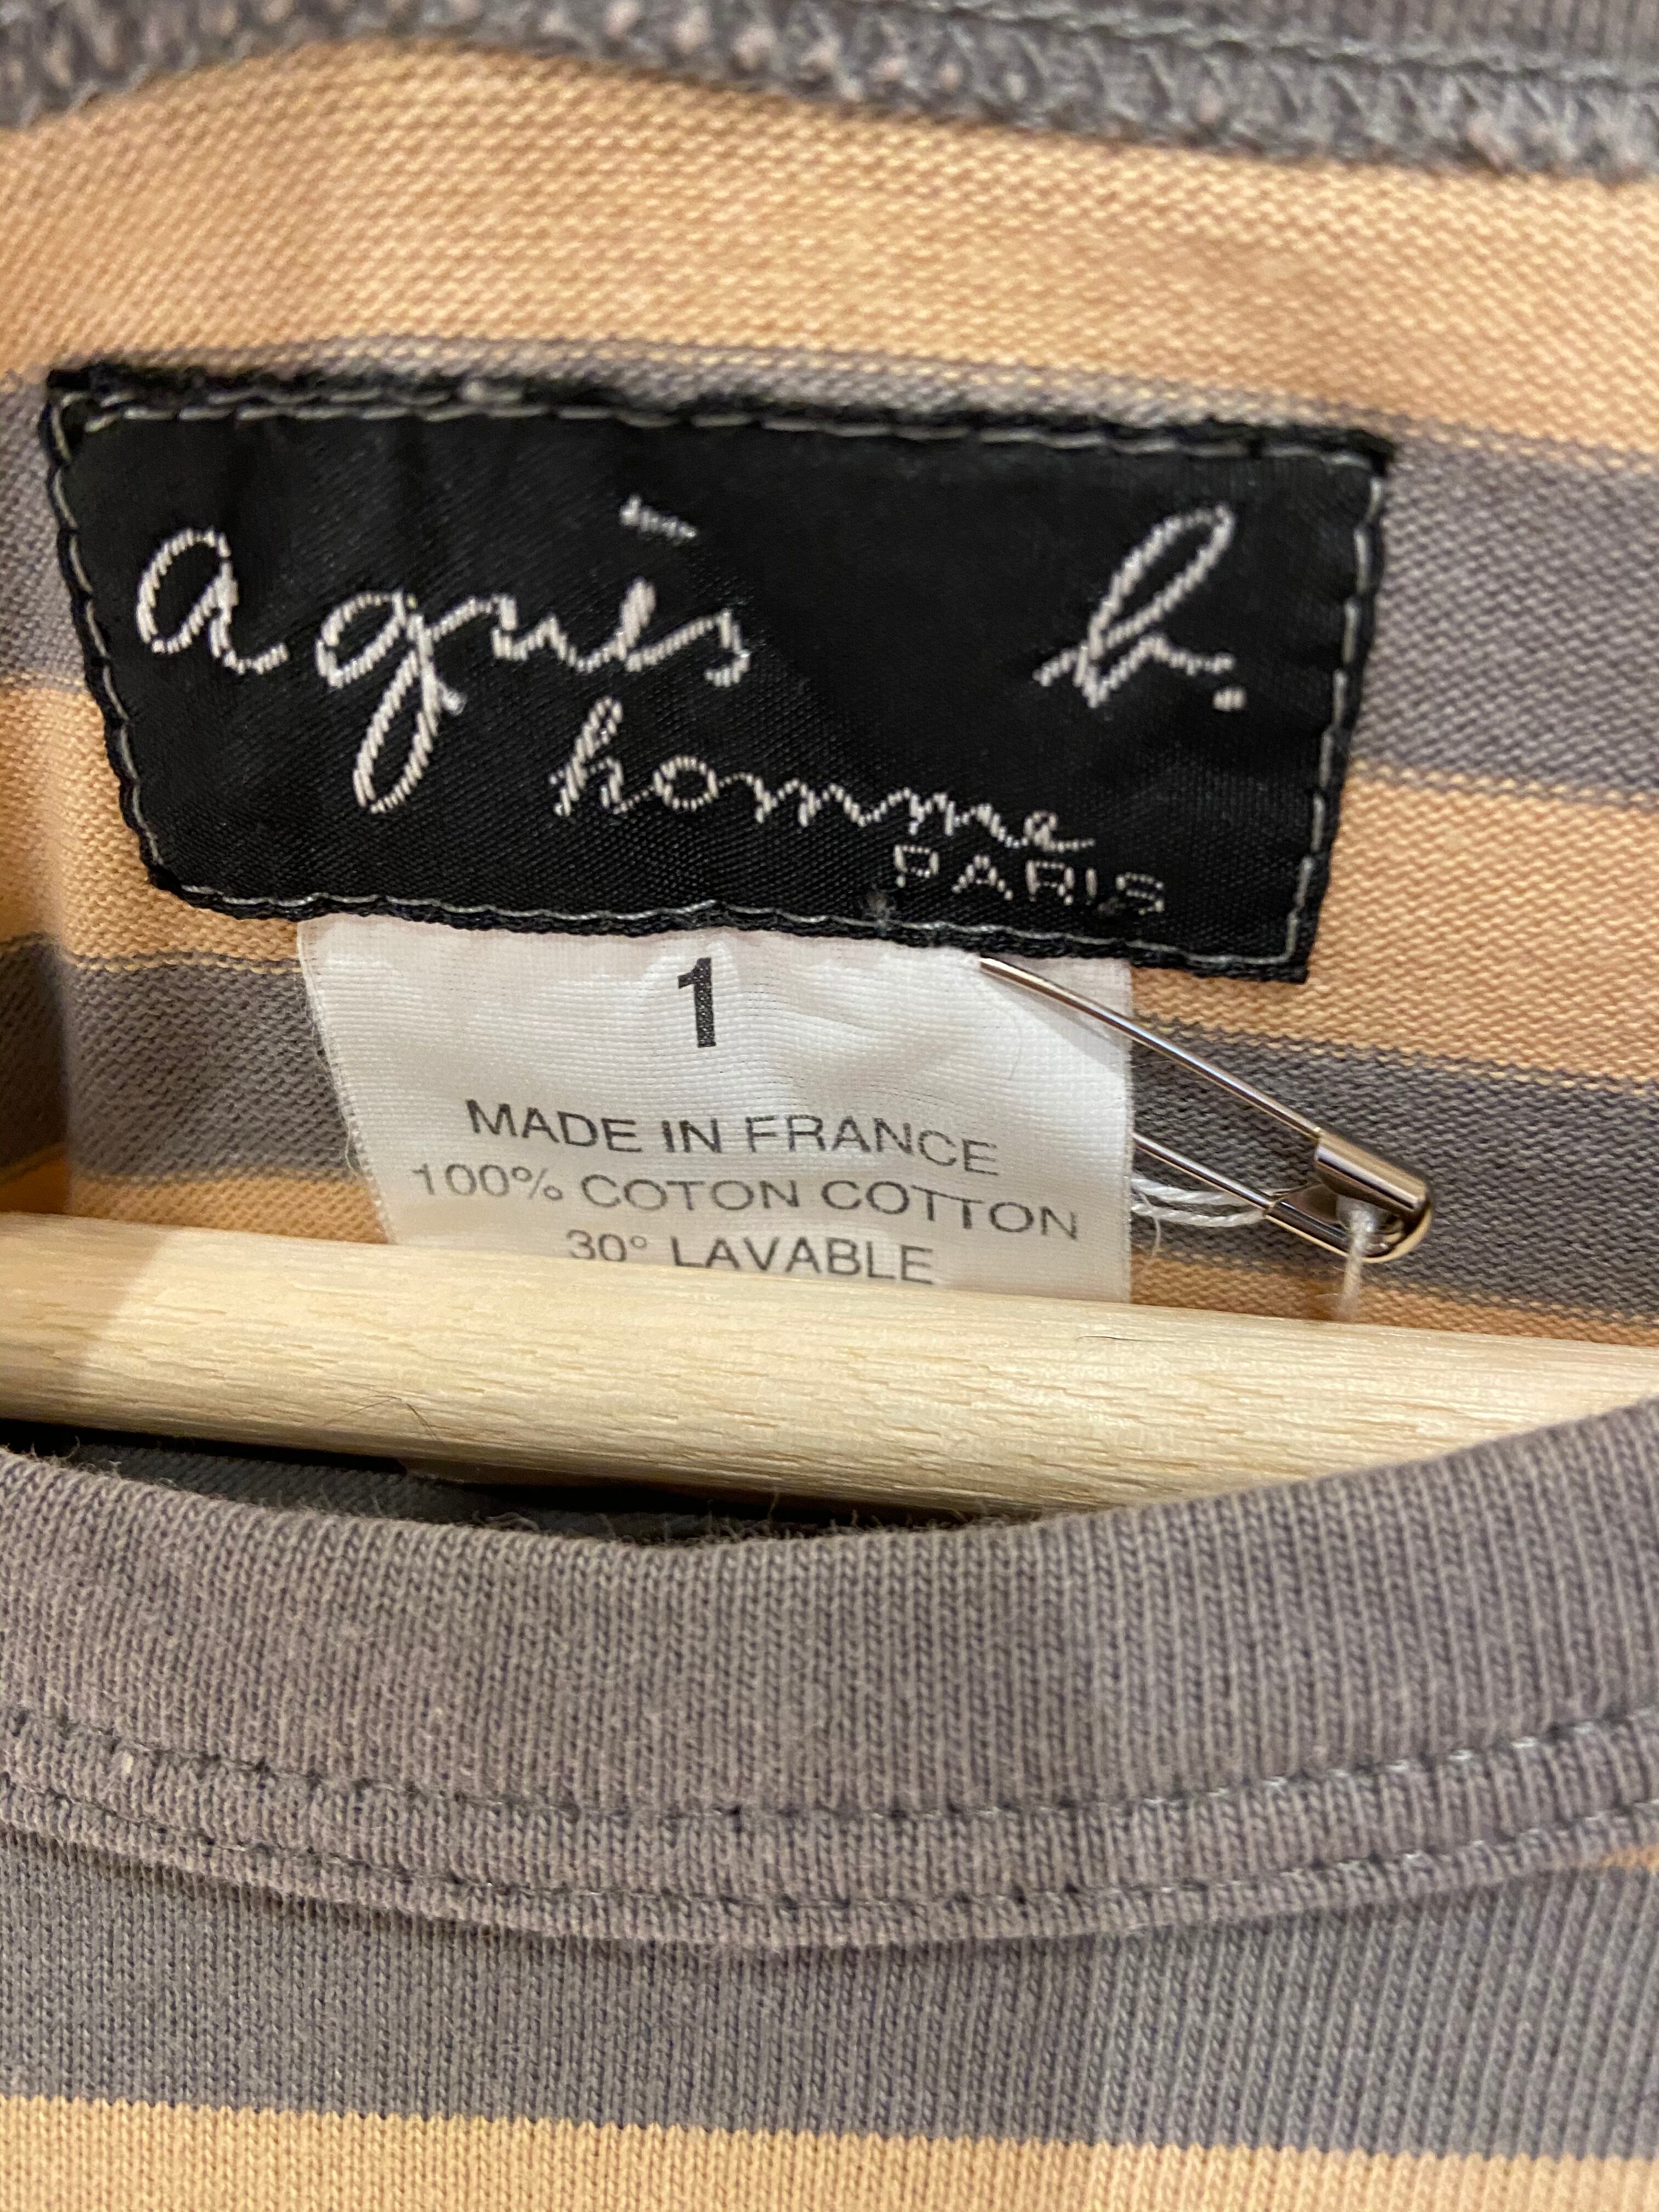 agnès b.
homme
PARIS
1
MADE IN FRANCE
100% COTON COTTON
30° LAVABLE